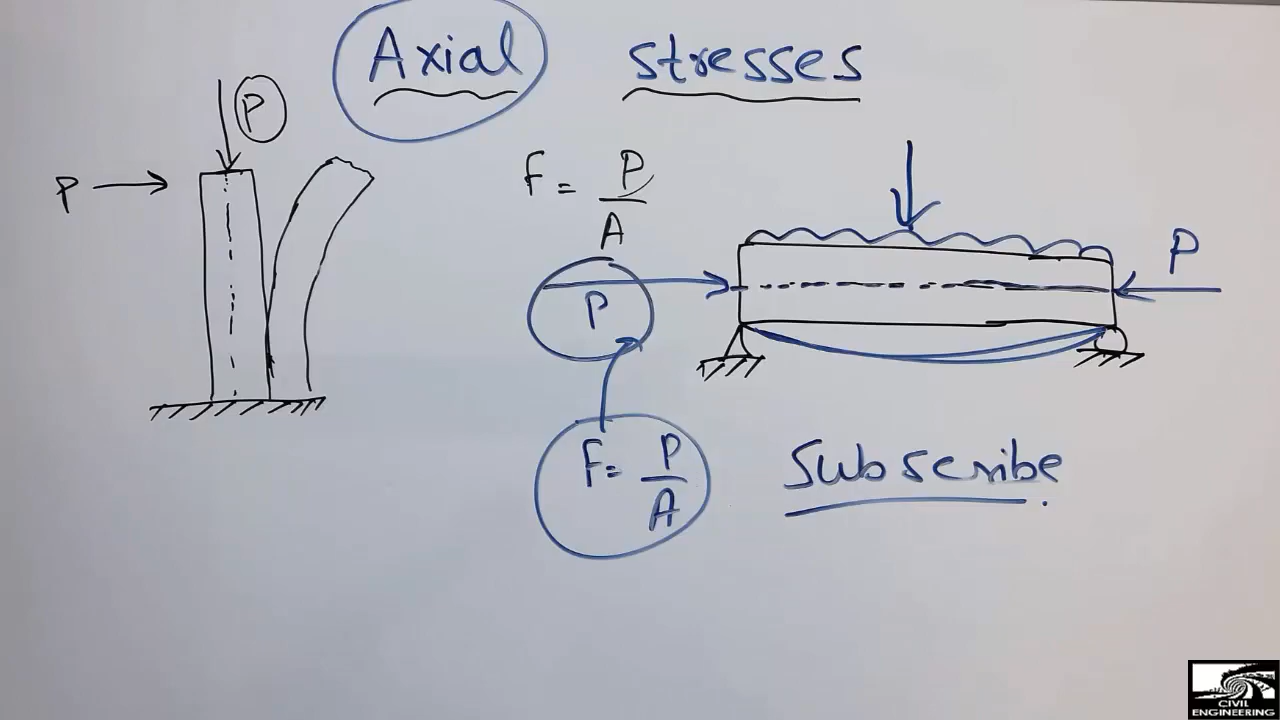 Axial stresses
P
P
F = P
A
P
P
F = P
A
Subscribe.
CIVIL
ENGINEERING